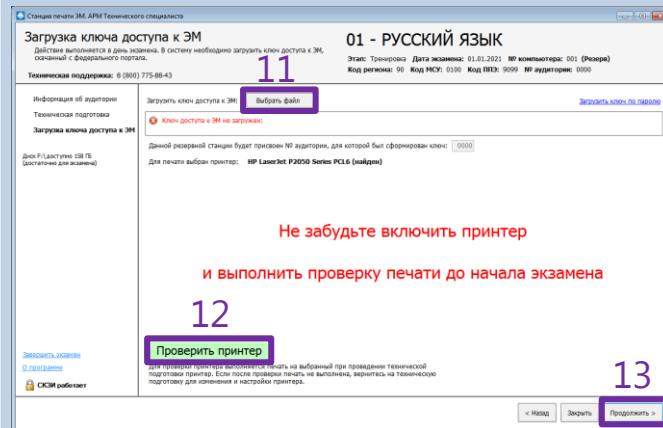 Станция печати ЭМ. АРМ Технического специалиста
Загрузка ключа доступа к ЭМ
Действие выполняется в день экзамена. В систему необходимо загрузить ключ доступа к ЭМ,
скачанный с федерального портала.
Техническая поддержка: 8 (800) 775-88-43
01 - РУССКИЙ ЯЗЫК
Этап: Тренировка Дата экзамена: 01.01.2021 № компьютера: 001 (Резерв)
Код региона: 90 Код МСУ: 0100 Код ППЭ: 9099 № аудитории: 0000
11
Информация об аудитории
Техническая подготовка
Загрузка ключа доступа к ЭМ
Диск F:\ доступно 158 ГБ
(достаточно для экзамена)
Загрузить ключ доступа к ЭМ: Выбрать файл
Загрузить ключ по паролю
Ключ доступа к ЭМ не загружен:
Данной резервной станции будет присвоен № аудитории, для которой был сформирован ключ: 0000
Для печати выбран принтер: HP LaserJet P2050 Series PCL6 (найден)
Не забудьте включить принтер
и выполнить проверку печати до начала экзамена
12
Проверить принтер
Для проверки принтера выполняется печать на выбранный при проведении технической
подготовки принтер. Если после проверки печать не выполнена, вернитесь на техническую
подготовку для изменения и настройки принтера.
Завершить экзамен
О программе
СКЗИ работает
13
< Назад Закрыть Продолжить >